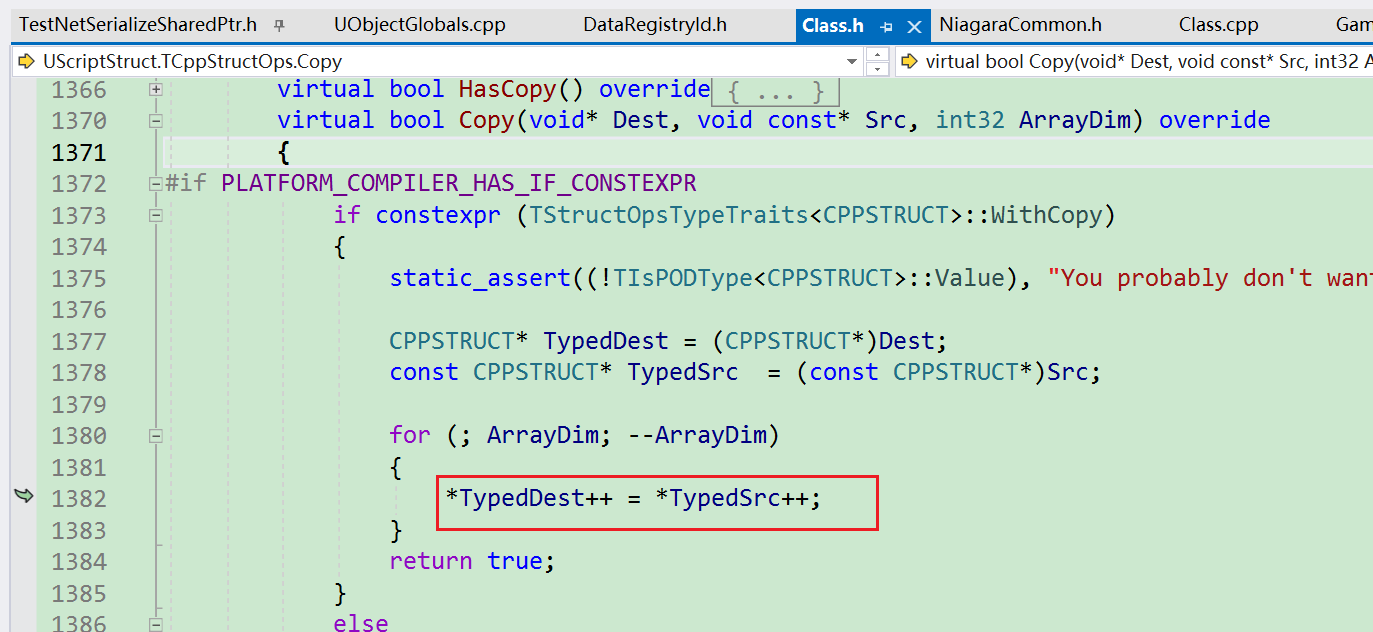 TestNetSerializeSharedPtr.h UObjectGlobals.cpp DataRegistryId.h Class.h NiagaraCommon.h Class.cpp Gam
UScriptStruct.TCppStructOps.Copy virtual bool Copy(void* Dest, void const* Src, int32 A
1366 virtual bool HasCopy() override{ ... }
1370 virtual bool Copy(void* Dest, void const* Src, int32 ArrayDim) override
1371 {
1372 #if PLATFORM_COMPILER_HAS_IF_CONSTEXPR
1373 if constexpr (TStructOpsTypeTraits<CPPSTRUCT>::WithCopy)
1374 {
1375 static_assert((!TIsPODType<CPPSTRUCT>::Value), "You probably don't want
1376
1377 CPPSTRUCT* TypedDest = (CPPSTRUCT*)Dest;
1378 const CPPSTRUCT* TypedSrc = (const CPPSTRUCT*)Src;
1379
1380 for (; ArrayDim; --ArrayDim)
1381 {
1382 *TypedDest++ = *TypedSrc++;
1383 }
1384 return true;
1385 }
1386 else